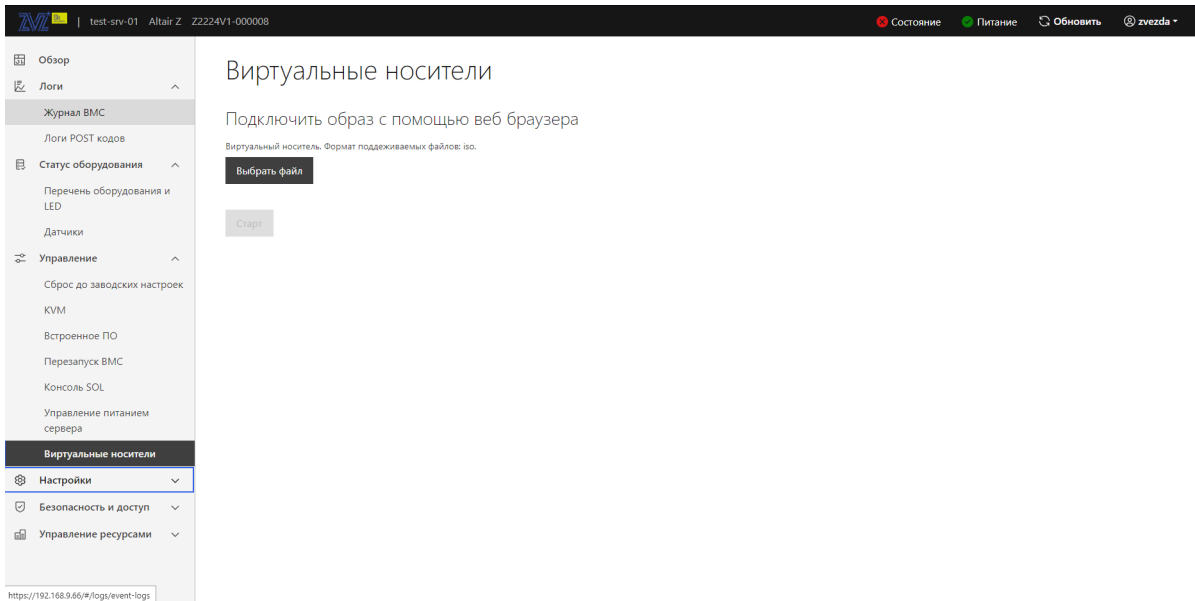 ZVZ
| test-srv-01 Altair Z Z2224V1-000008
Состояние
Питание
Обновить
zvezda
Обзор
Логи
Журнал BMC
Логи POST кодов
Статус оборудования
Перечень оборудования и
LED
Датчики
Управление
Сброс до заводских настроек
KVM
Встроенное ПО
Перезапуск BMC
Консоль SOL
Управление питанием
сервера
Виртуальные носители
Настройки
Безопасность и доступ
Управление ресурсами
Виртуальные носители
Подключить образ с помощью веб браузера
Виртуальный носитель. Формат поддеживаемых файлов: iso.
Выбрать файл
Старт
https://192.168.9.66/#/logs/event-logs